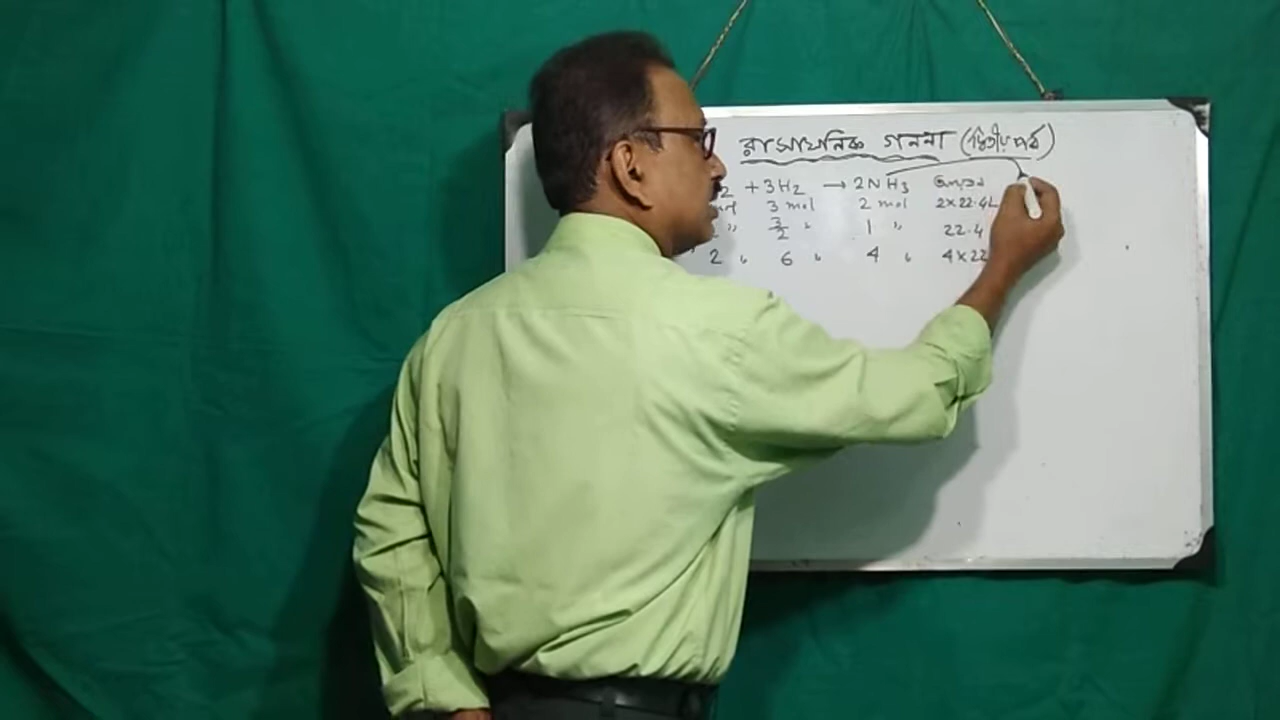 রাসায়নিক গননা (দ্বিতীয় পর্ব)
2 + 3H2 → 2NH3 আয়তন
3 mol 2 mol 2×22.4L
" 3/2 " 1 " 22.4
2 " 6 " 4 " 4×22